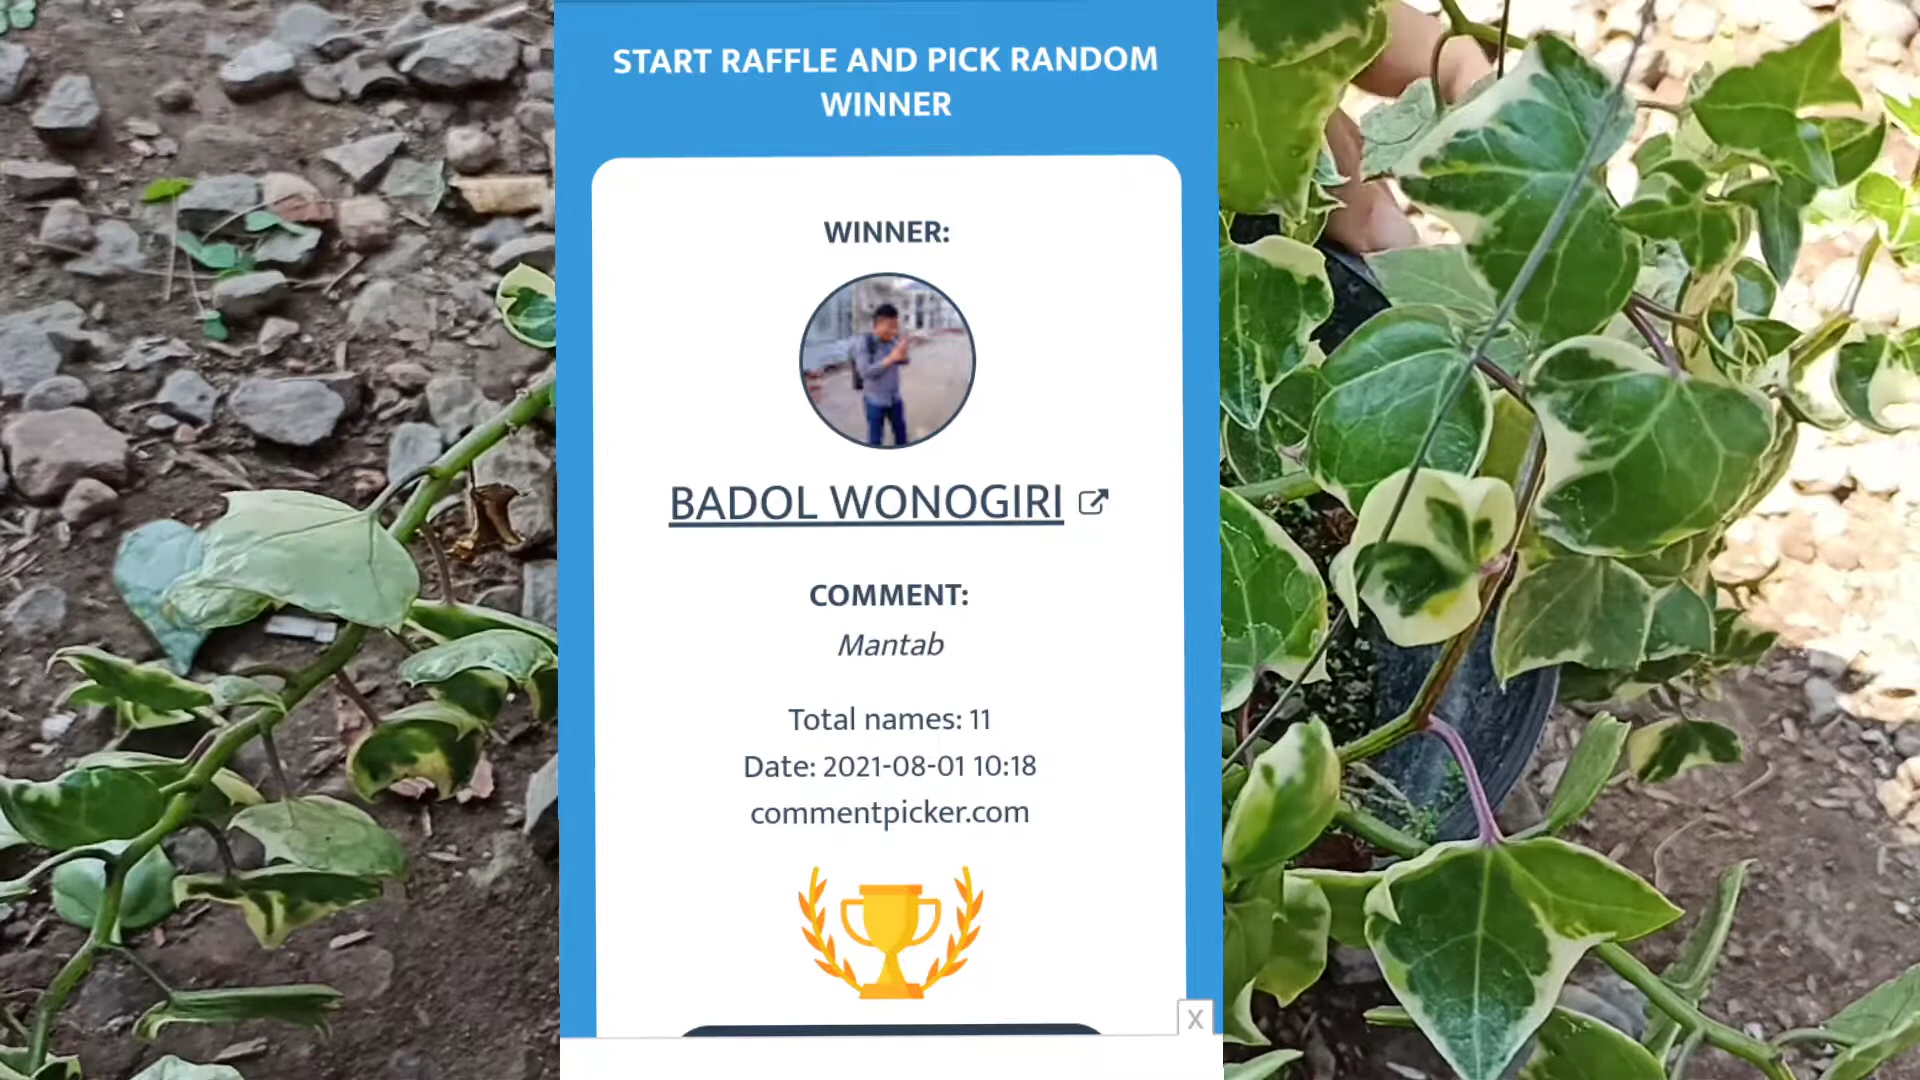 START RAFFLE AND PICK RANDOM
WINNER
WINNER:
BADOL WONOGIRI
COMMENT:
Mantab
Total names: 11
Date: 2021-08-01 10:18
commentpicker.com
X